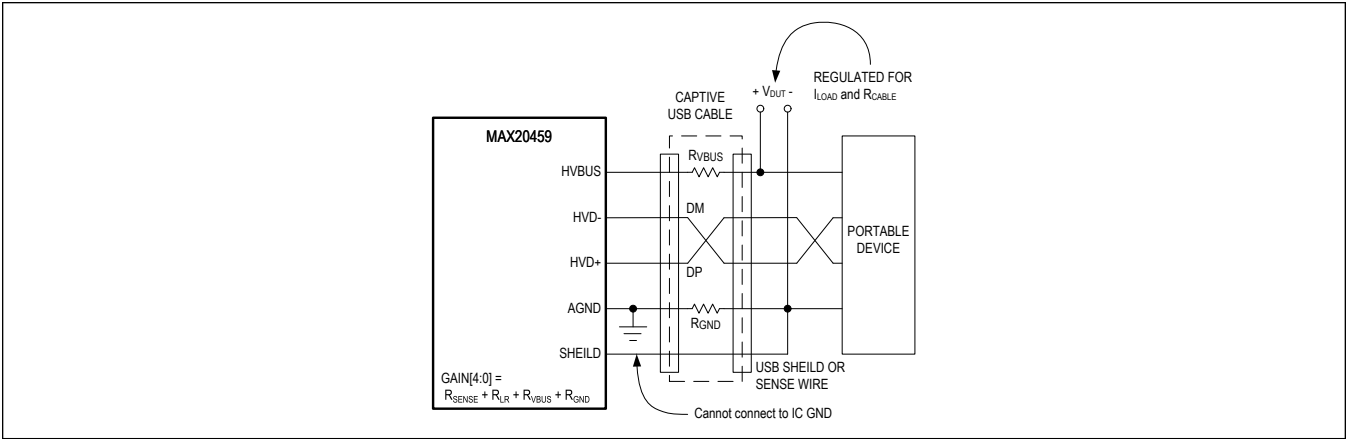 MAX20459
HVBUS
HVD-
HVD+
AGND
SHEILD
GAIN[4:0] =
RSENSE + RLR + RVBUS + RGND
CAPTIVE
USB CABLE
RVBUS
DM
DP
RGND
+ VDUT -
REGULATED FOR
ILOAD and RCABLE
PORTABLE
DEVICE
USB SHEILD OR
SENSE WIRE
Cannot connect to IC GND